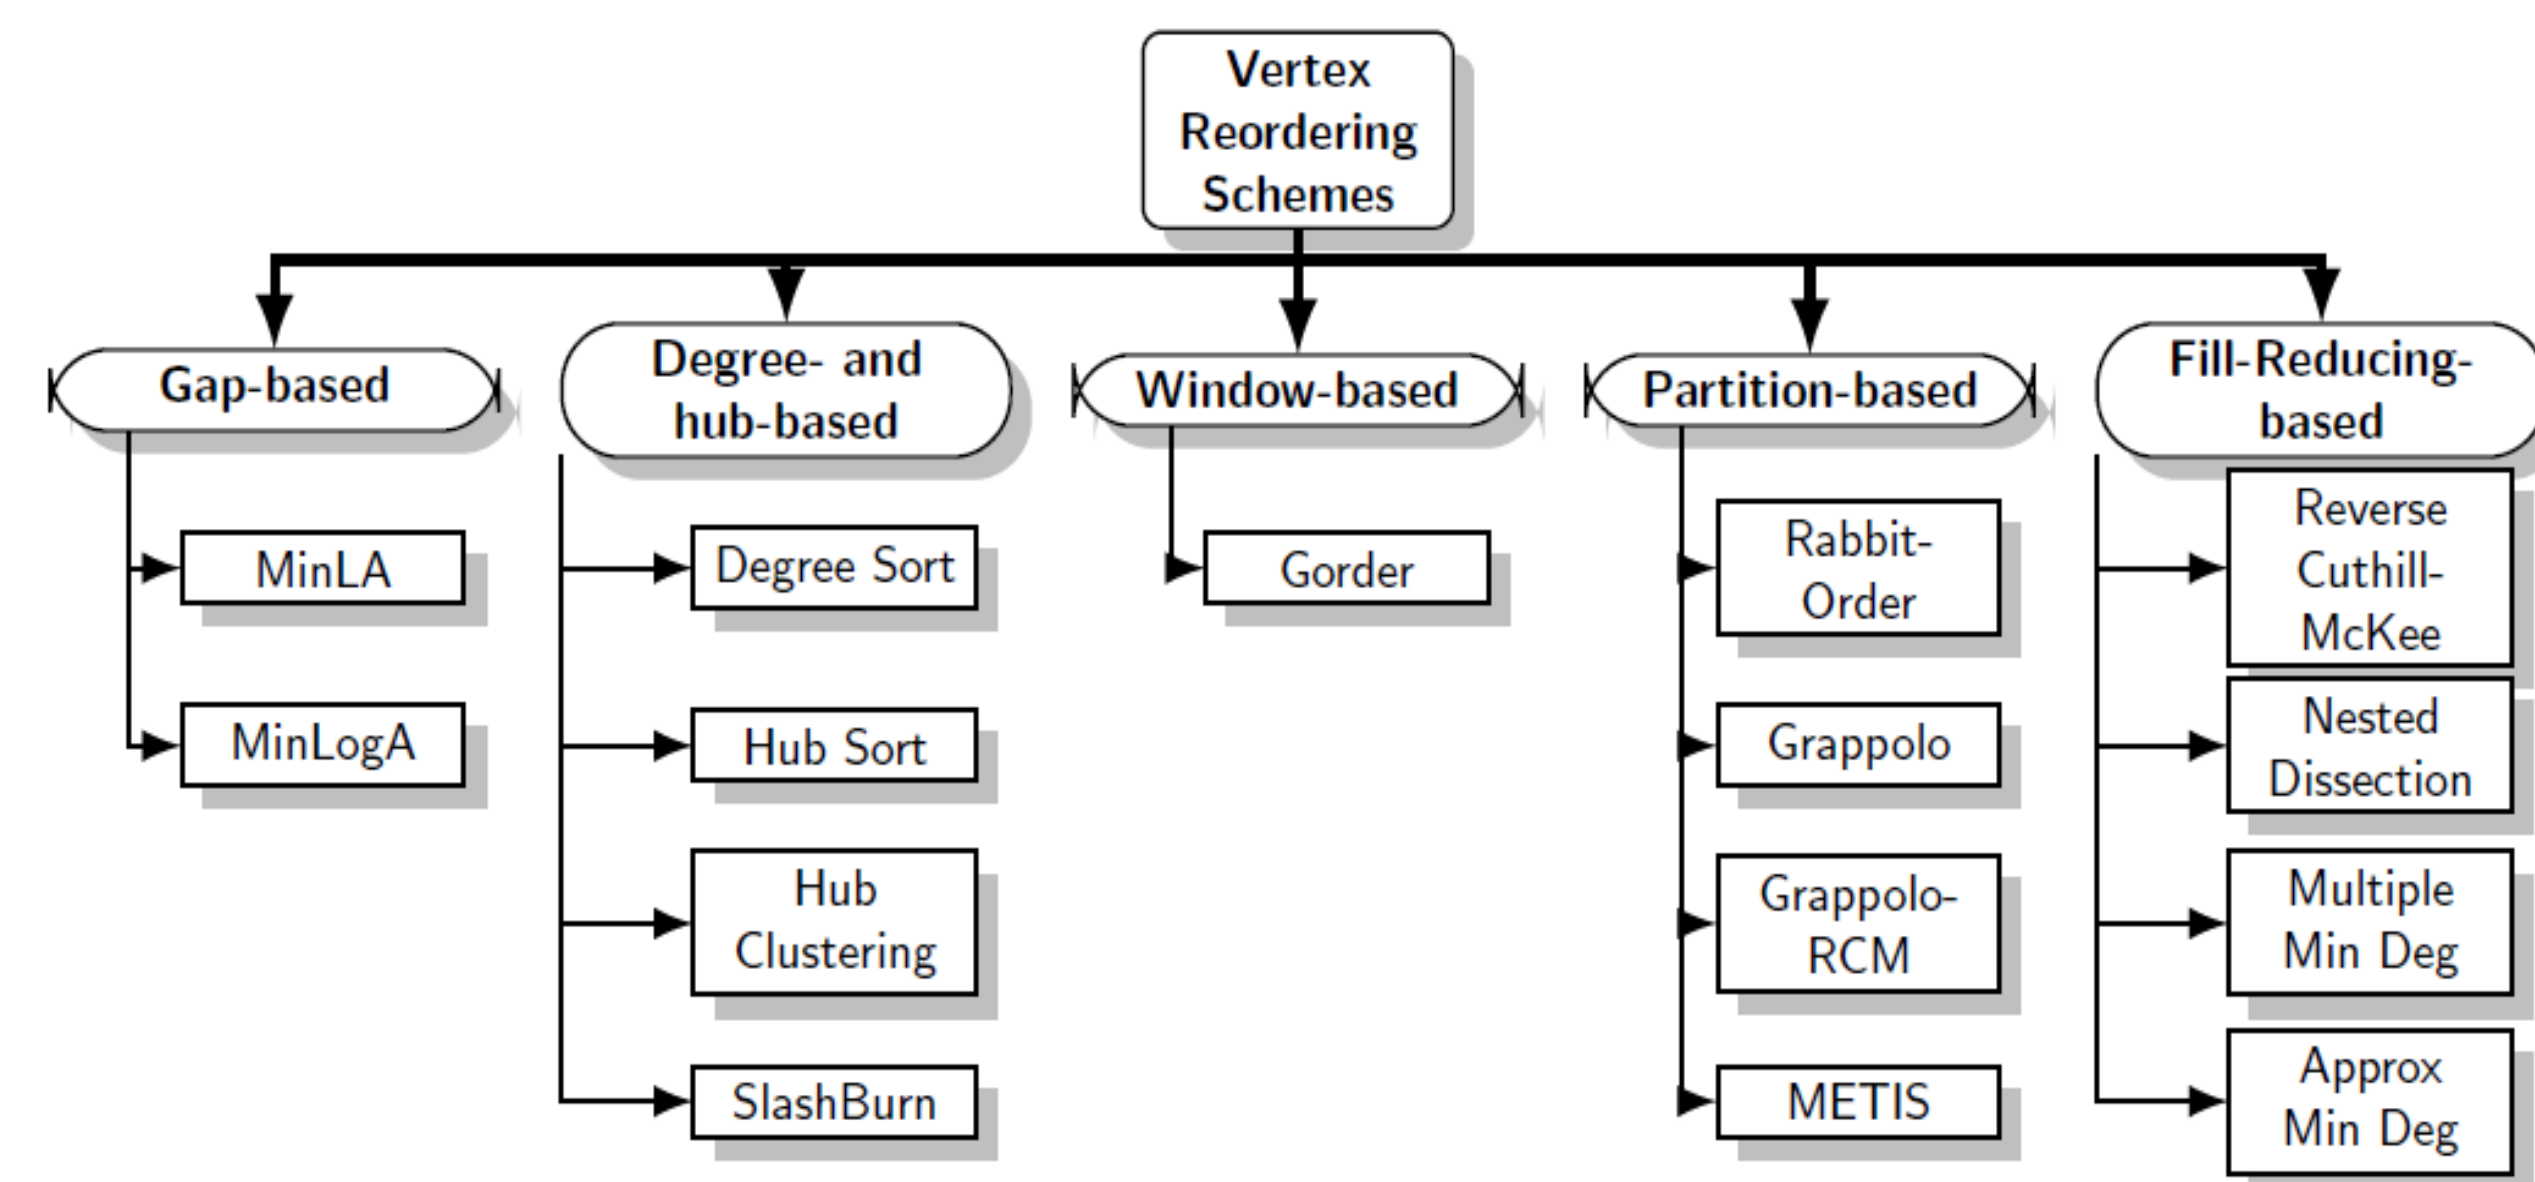 Vertex
Reordering
Schemes
Gap-based
Degree- and
hub-based
Window-based
Partition-based
Fill-Reducing-
based
MinLA
MinLogA
Degree Sort
Hub Sort
Hub
Clustering
SlashBurn
Gorder
Rabbit-
Order
Grappolo
Grappolo-
RCM
METIS
Reverse
Cuthill-
McKee
Nested
Dissection
Multiple
Min Deg
Approx
Min Deg